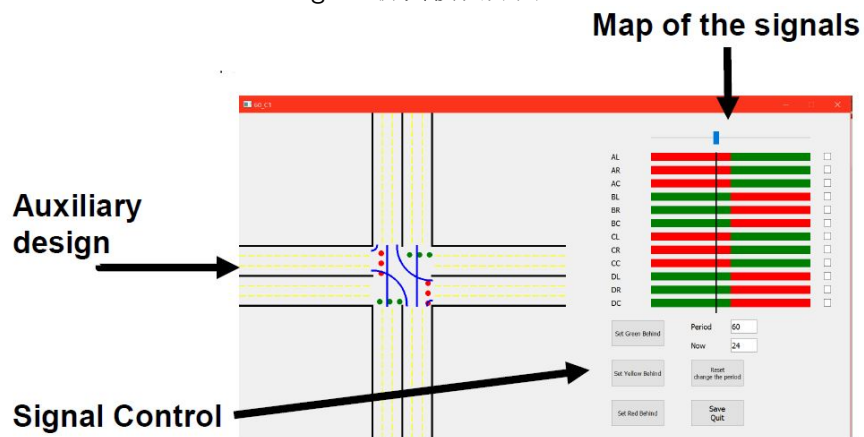 Map of the signals
Auxiliary
design
AL
AR
AC
BL
BR
BC
CL
CR
CC
DL
DR
DC
Set Green Behind
Period
60
Now
24
Set Yellow Behind
Reset
change the period
Signal Control
Set Red Behind
Save
Quit